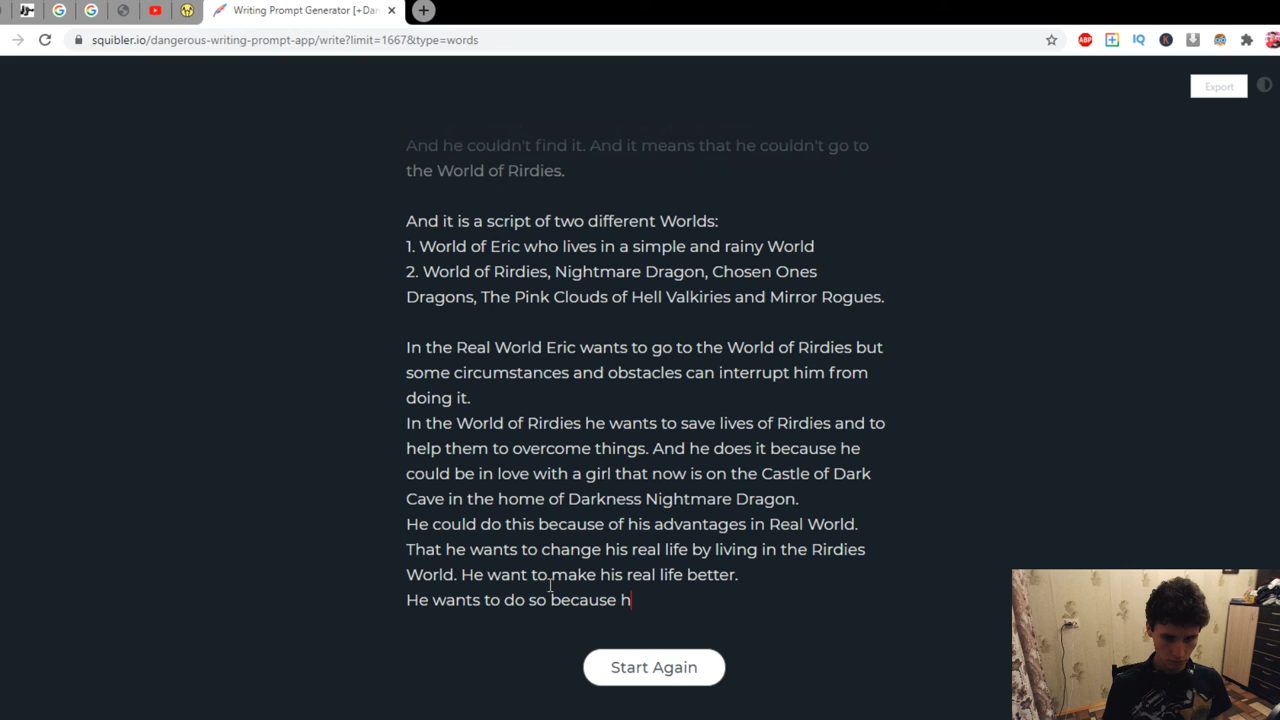 Writing Prompt Generator [+Dan
squibler.io/dangerous-writing-prompt-app/write?limit=1667&type=words
ABP
IQ
K
Export
And he couldn't find it. And it means that he couldn't go to
the World of Rirdies.
And it is a script of two different Worlds:
1. World of Eric who lives in a simple and rainy World
2. World of Rirdies, Nightmare Dragon, Chosen Ones
Dragons, The Pink Clouds of Hell Valkiries and Mirror Rogues.
In the Real World Eric wants to go to the World of Rirdies but
some circumstances and obstacles can interrupt him from
doing it.
In the World of Rirdies he wants to save lives of Rirdies and to
help them to overcome things. And he does it because he
could be in love with a girl that now is on the Castle of Dark
Cave in the home of Darkness Nightmare Dragon.
He could do this because of his advantages in Real World.
That he wants to change his real life by living in the Rirdies
World. He want to make his real life better.
He wants to do so because h
Start Again